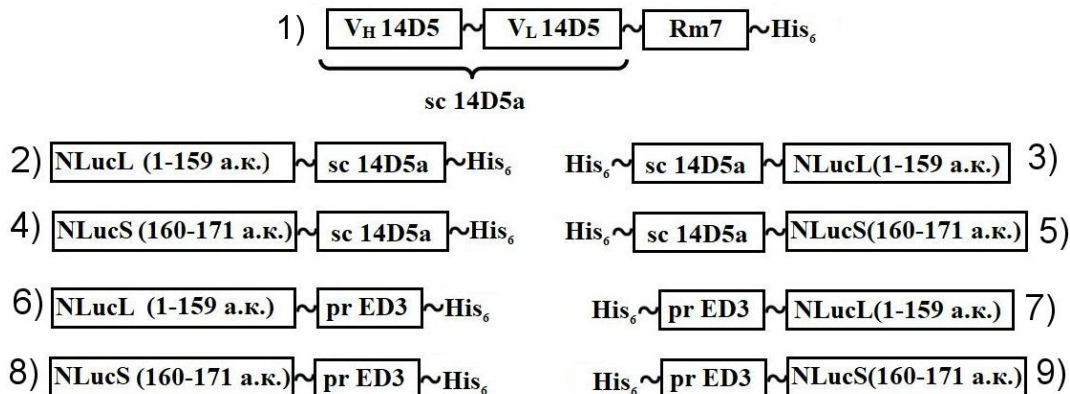 1) V_H 14D5 ~ V_L 14D5 ~ Rm7 ~His₆
sc 14D5a
2) NLucL (1-159 а.к.) ~ sc 14D5a ~His₆
His₆~ sc 14D5a ~ NLucL(1-159 а.к.) 3)
4) NLucS (160-171 а.к.) ~ sc 14D5a ~His₆
His₆~ sc 14D5a ~ NLucS(160-171 а.к.) 5)
6) NLucL (1-159 а.к.) ~ pr ED3 ~His₆
His₆~ pr ED3 ~ NLucL(1-159 а.к.) 7)
8) NLucS (160-171 а.к.) ~ pr ED3 ~His₆
His₆~ pr ED3 ~ NLucS(160-171 а.к.) 9)